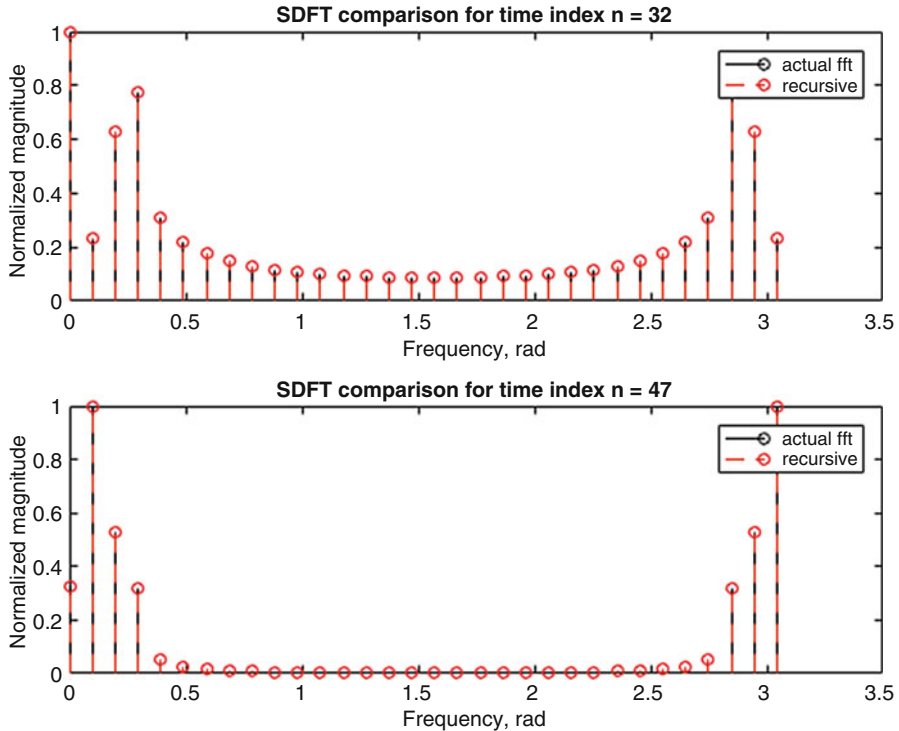 SDFT comparison for time index n = 32
Normalized magnitude
1
0.8
0.6
0.4
0.2
0
actual fft
recursive
0 0.5 1 1.5 2 2.5 3 3.5
Frequency, rad
SDFT comparison for time index n = 47
Normalized magnitude
1
0.8
0.6
0.4
0.2
0
actual fft
recursive
0 0.5 1 1.5 2 2.5 3 3.5
Frequency, rad